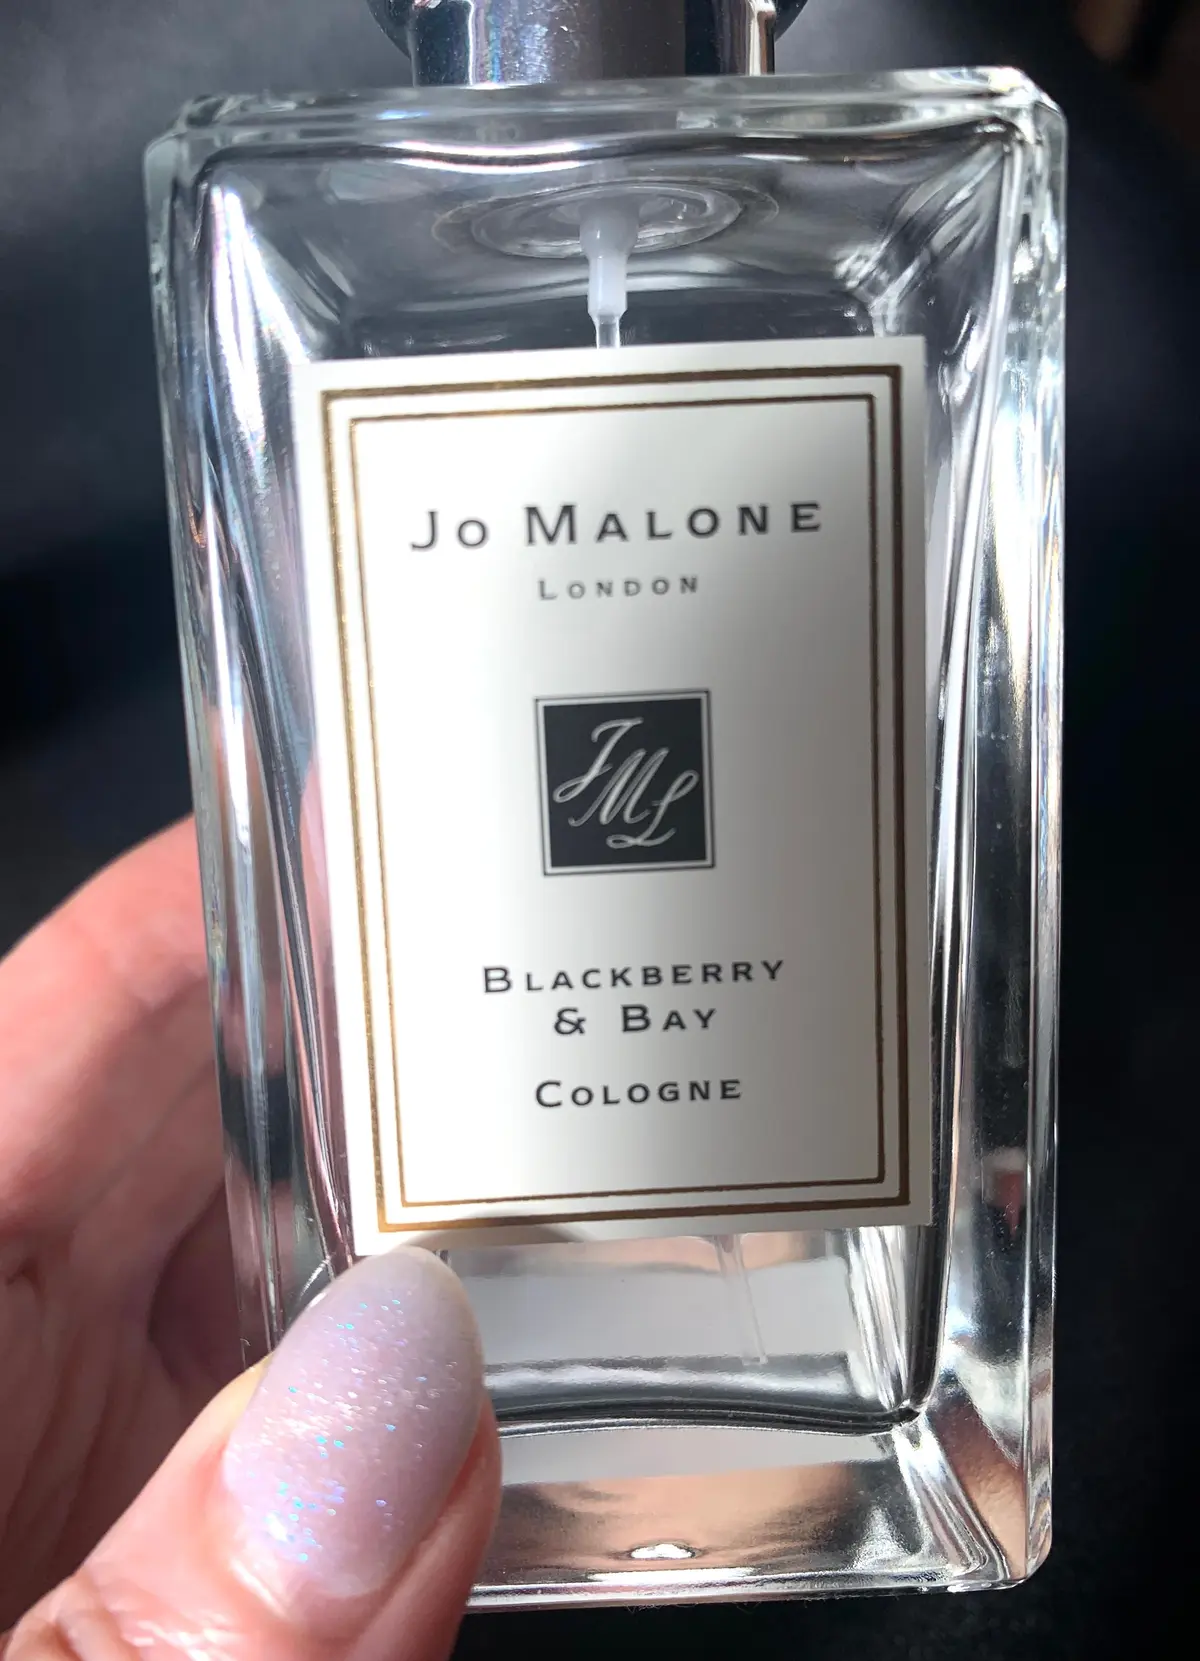 Jo Malone
London
JML
Blackberry
& Bay
Cologne